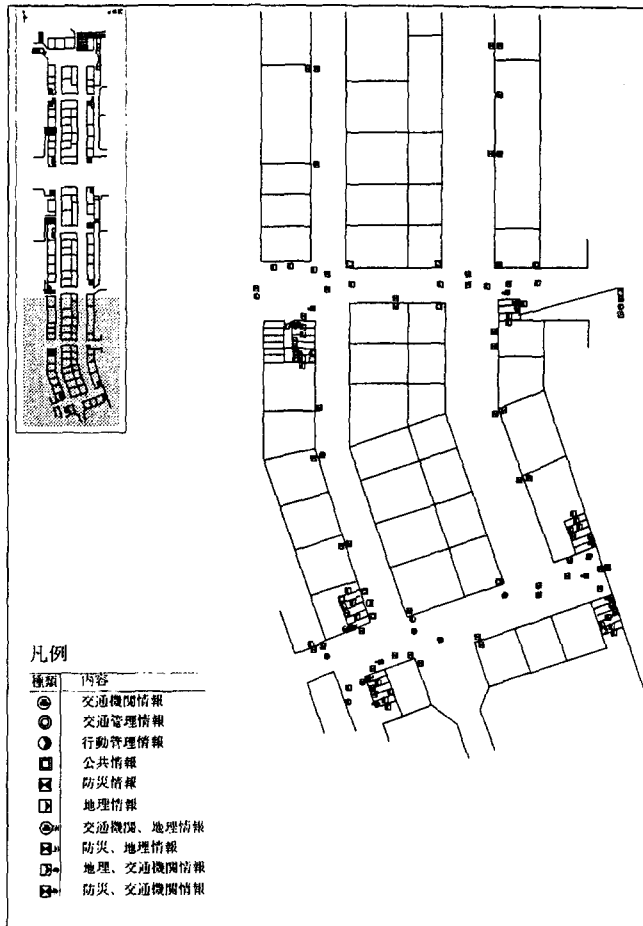 凡例
種類 内容
交通機関情報
交通管理情報
行動管理情報
公共情報
防災情報
地理情報
交通機関、地理情報
防災、地理情報
地理、交通機関情報
防災、交通機関情報